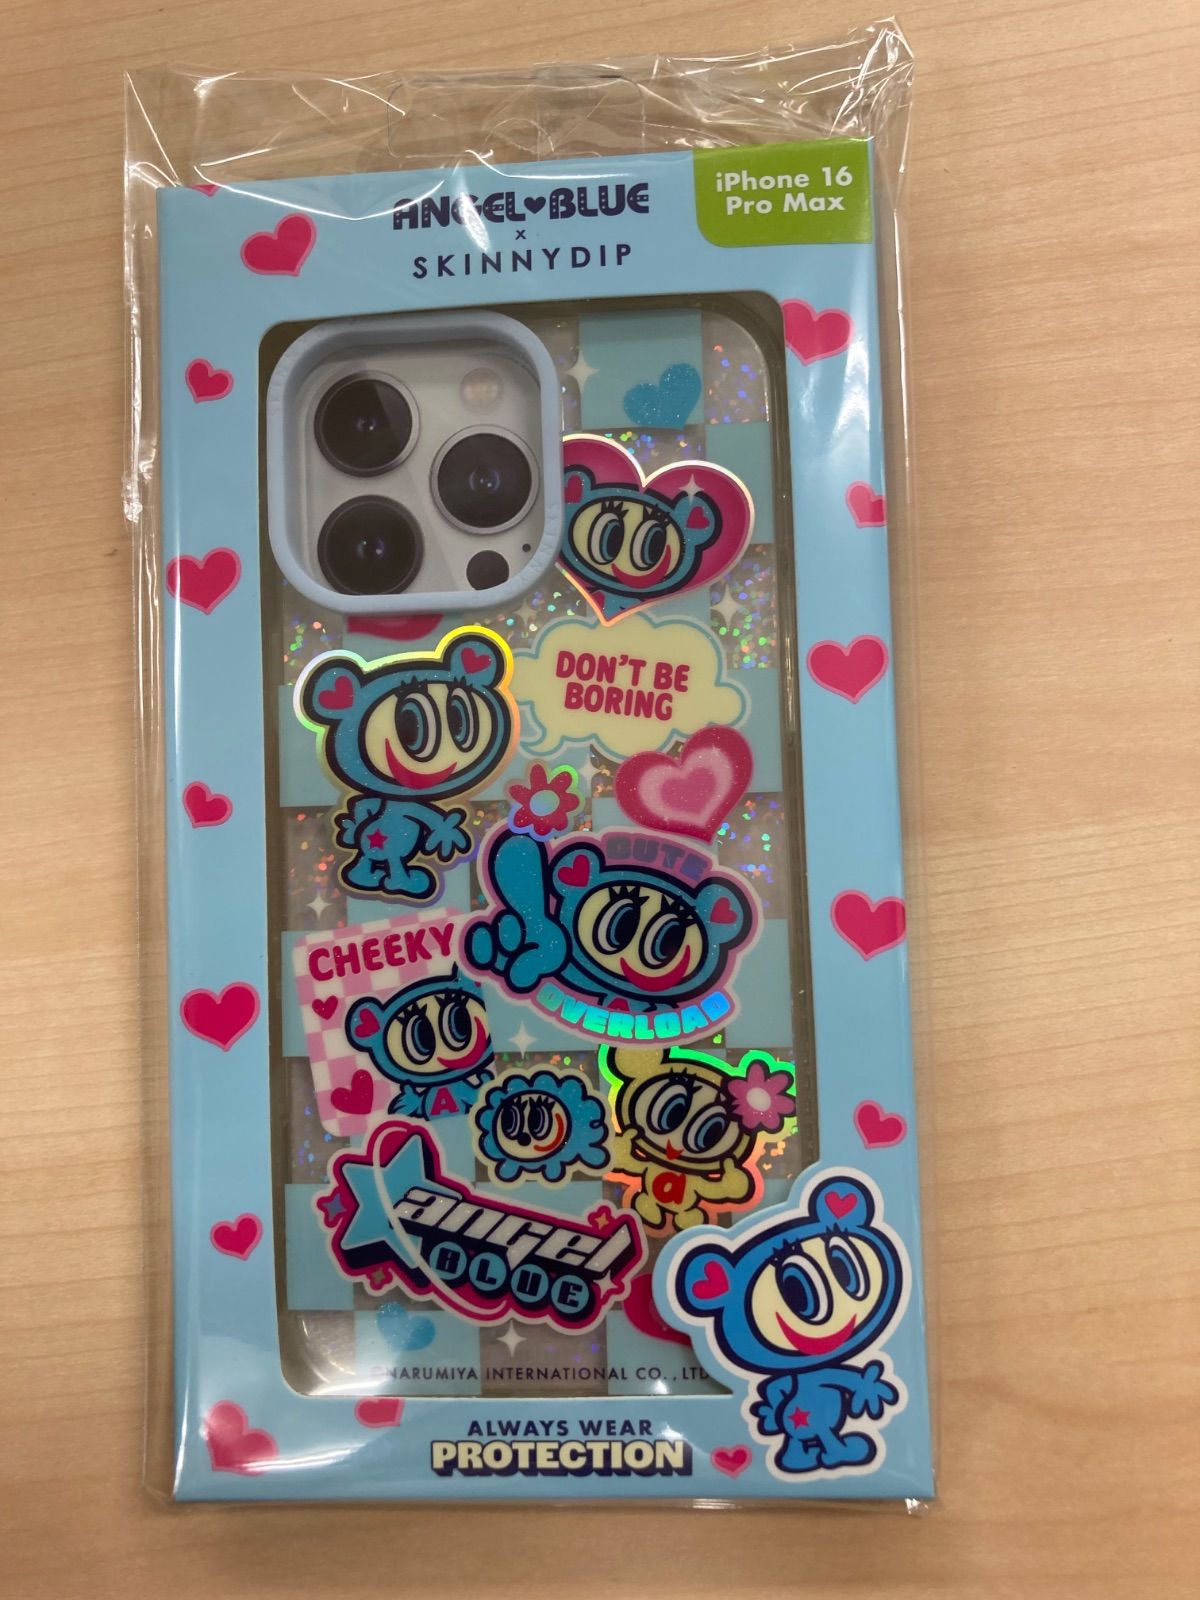 ANGEL♥BLUE
x
SKINNYDIP
iPhone 16
Pro Max
DON'T BE
BORING
CUTE
OVERLOAD
CHEEKY
A
a
angel
BLUE
©NARUMIYA INTERNATIONAL CO., LTD
ALWAYS WEAR
PROTECTION